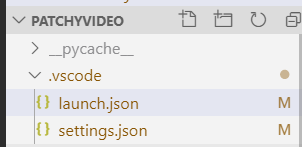 PATCHYVIDEO
__pycache__
.vscode
{} launch.json M
{} settings.json M